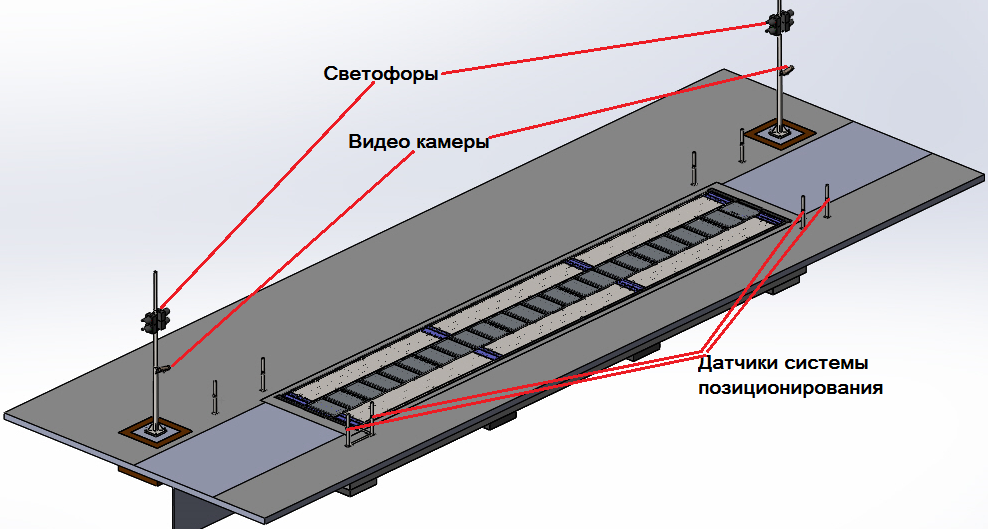 Светофоры
Видео камеры
Датчики системы
позиционирования